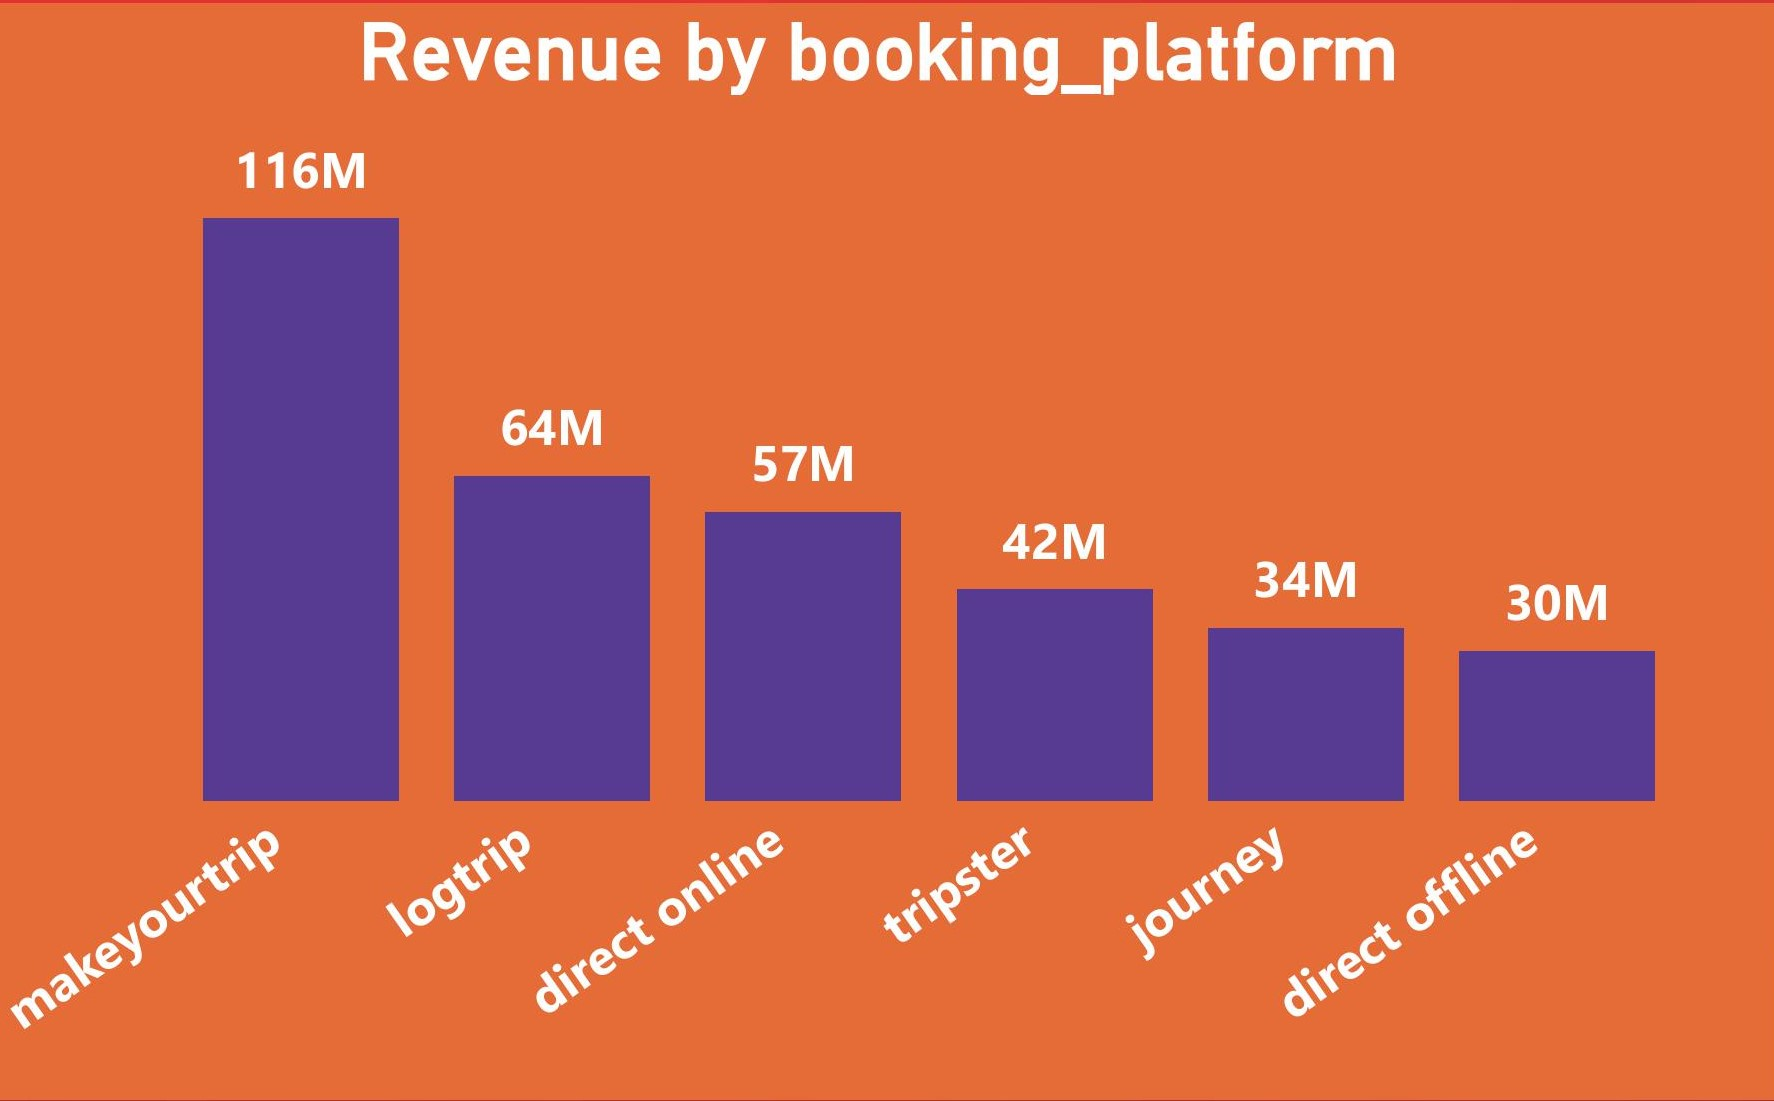 Revenue by booking_platform
116M
64M
57M
42M
34M
30M
makeyourtrip
logtrip
direct online
tripster
journey
direct offline